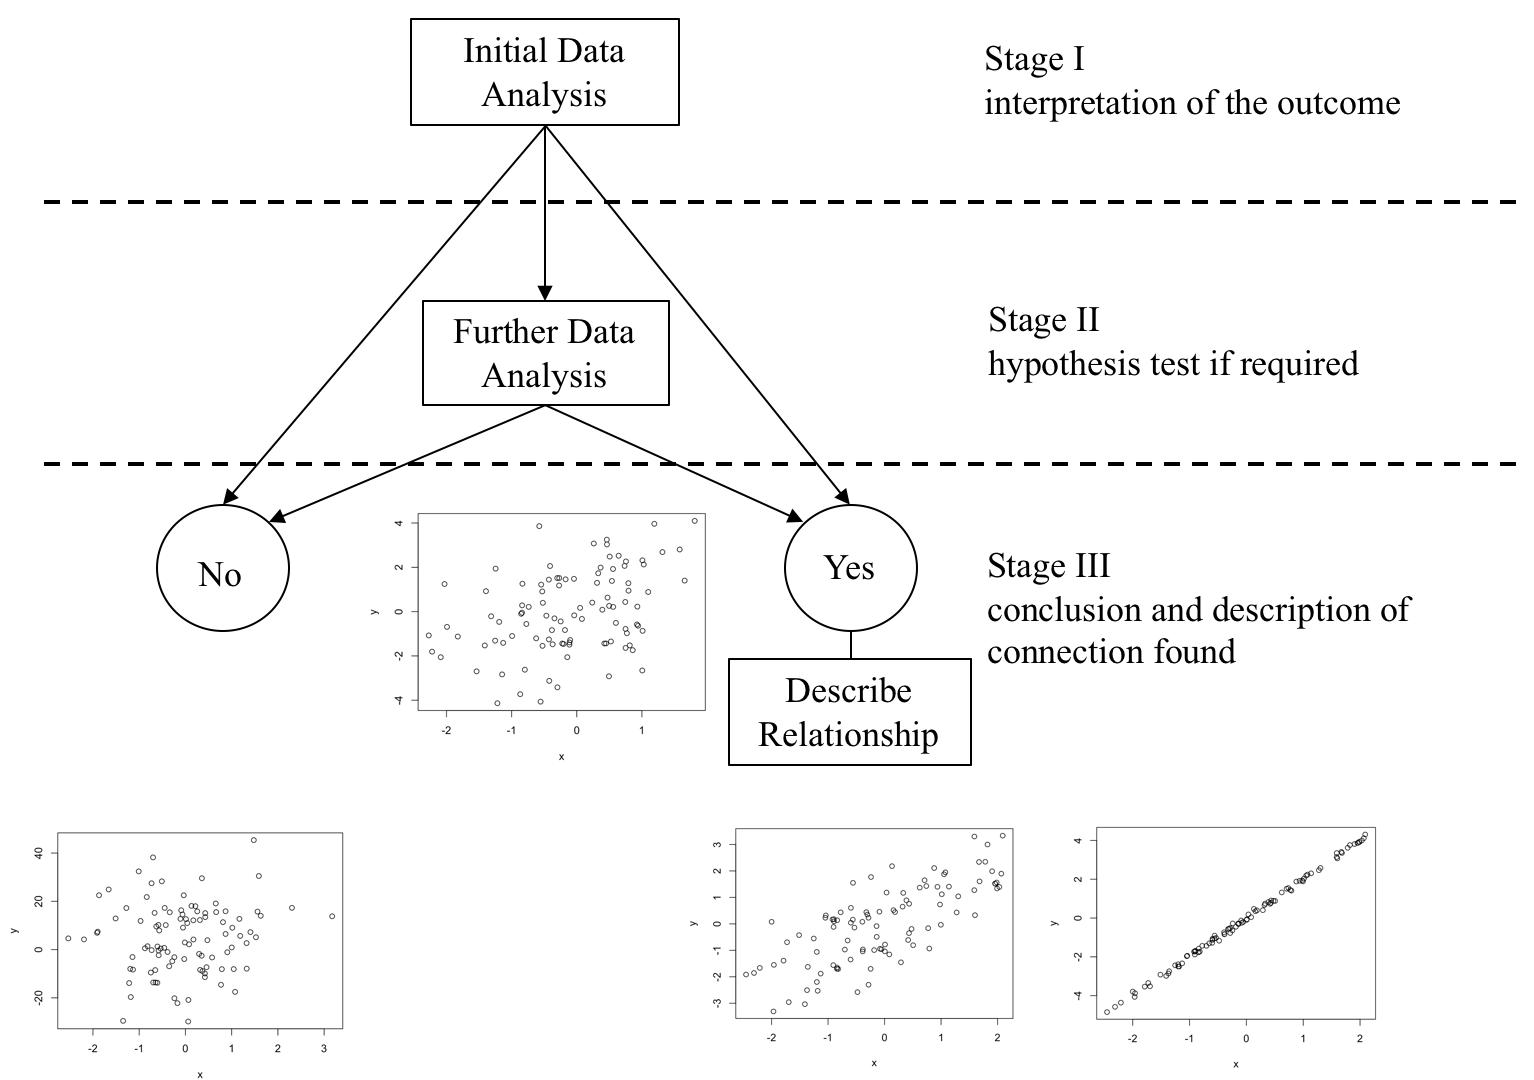 Initial Data
Analysis
Stage I
interpretation of the outcome
Further Data
Analysis
Stage II
hypothesis test if required
No
Yes
Stage III
conclusion and description of
connection found
Describe
Relationship
4
2
0
-2
-4
y
-2 -1 0 1
x
40
20
0
-20
y
-2 -1 0 1 2 3
x
3
2
1
0
-1
-2
-3
y
-2 -1 0 1 2
x
4
2
0
-2
-4
y
-2 -1 0 1 2
x